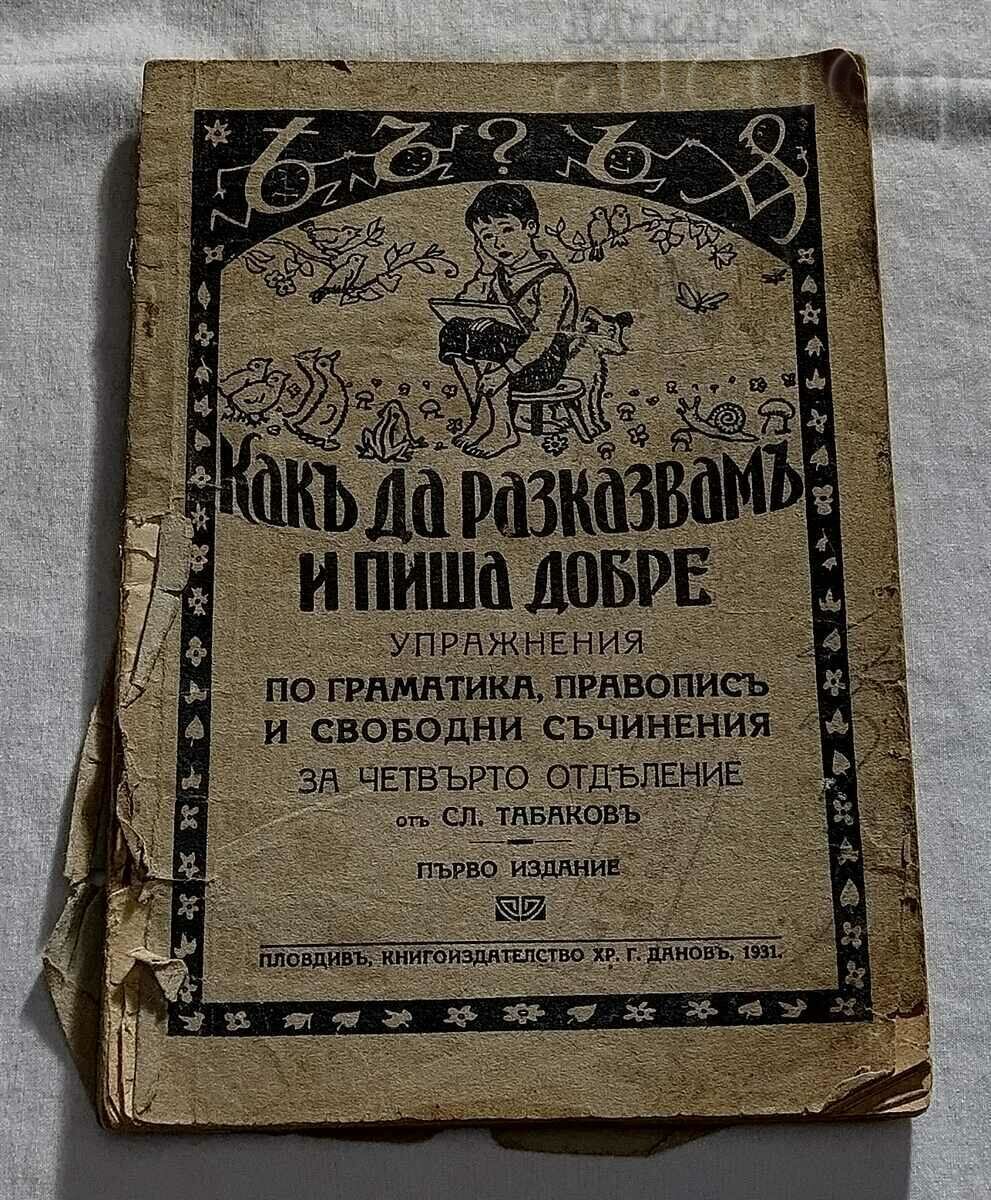 Ѣ Ъ ? Ь Ѫ
Какъ да разказвамъ
и пиша добре
УПРАЖНЕНИЯ
ПО ГРАМАТИКА, ПРАВОПИСЪ
И СВОБОДНИ СЪЧИНЕНИЯ
ЗА ЧЕТВЪРТО ОТДѢЛЕНИЕ
отъ СЛ. ТАБАКОВЪ
ПЪРВО ИЗДАНИЕ
ПЛОВДИВЪ, КНИГОИЗДАТЕЛСТВО ХР. Г. ДАНОВЪ, 1931.